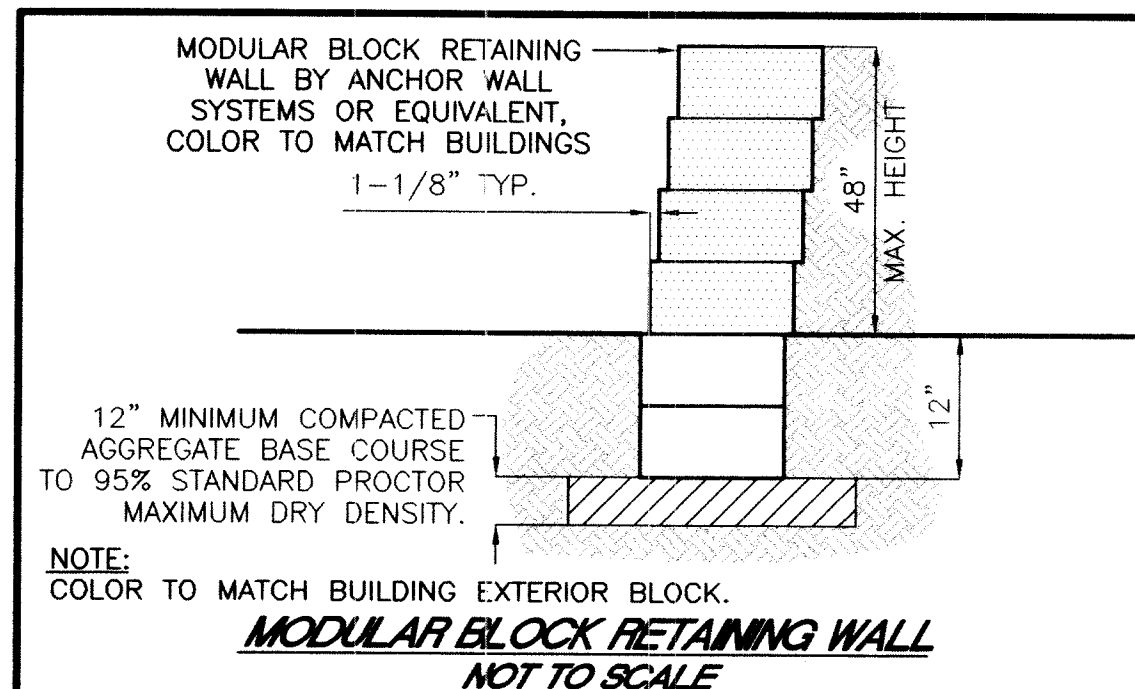 MODULAR BLOCK RETAINING
WALL BY ANCHOR WALL
SYSTEMS OR EQUIVALENT,
COLOR TO MATCH BUILDINGS
1-1/8" TYP.
48"
MAX. HEIGHT
12"
12" MINIMUM COMPACTED
AGGREGATE BASE COURSE
TO 95% STANDARD PROCTOR
MAXIMUM DRY DENSITY.
NOTE:
COLOR TO MATCH BUILDING EXTERIOR BLOCK.
MODULAR BLOCK RETAINING WALL
NOT TO SCALE